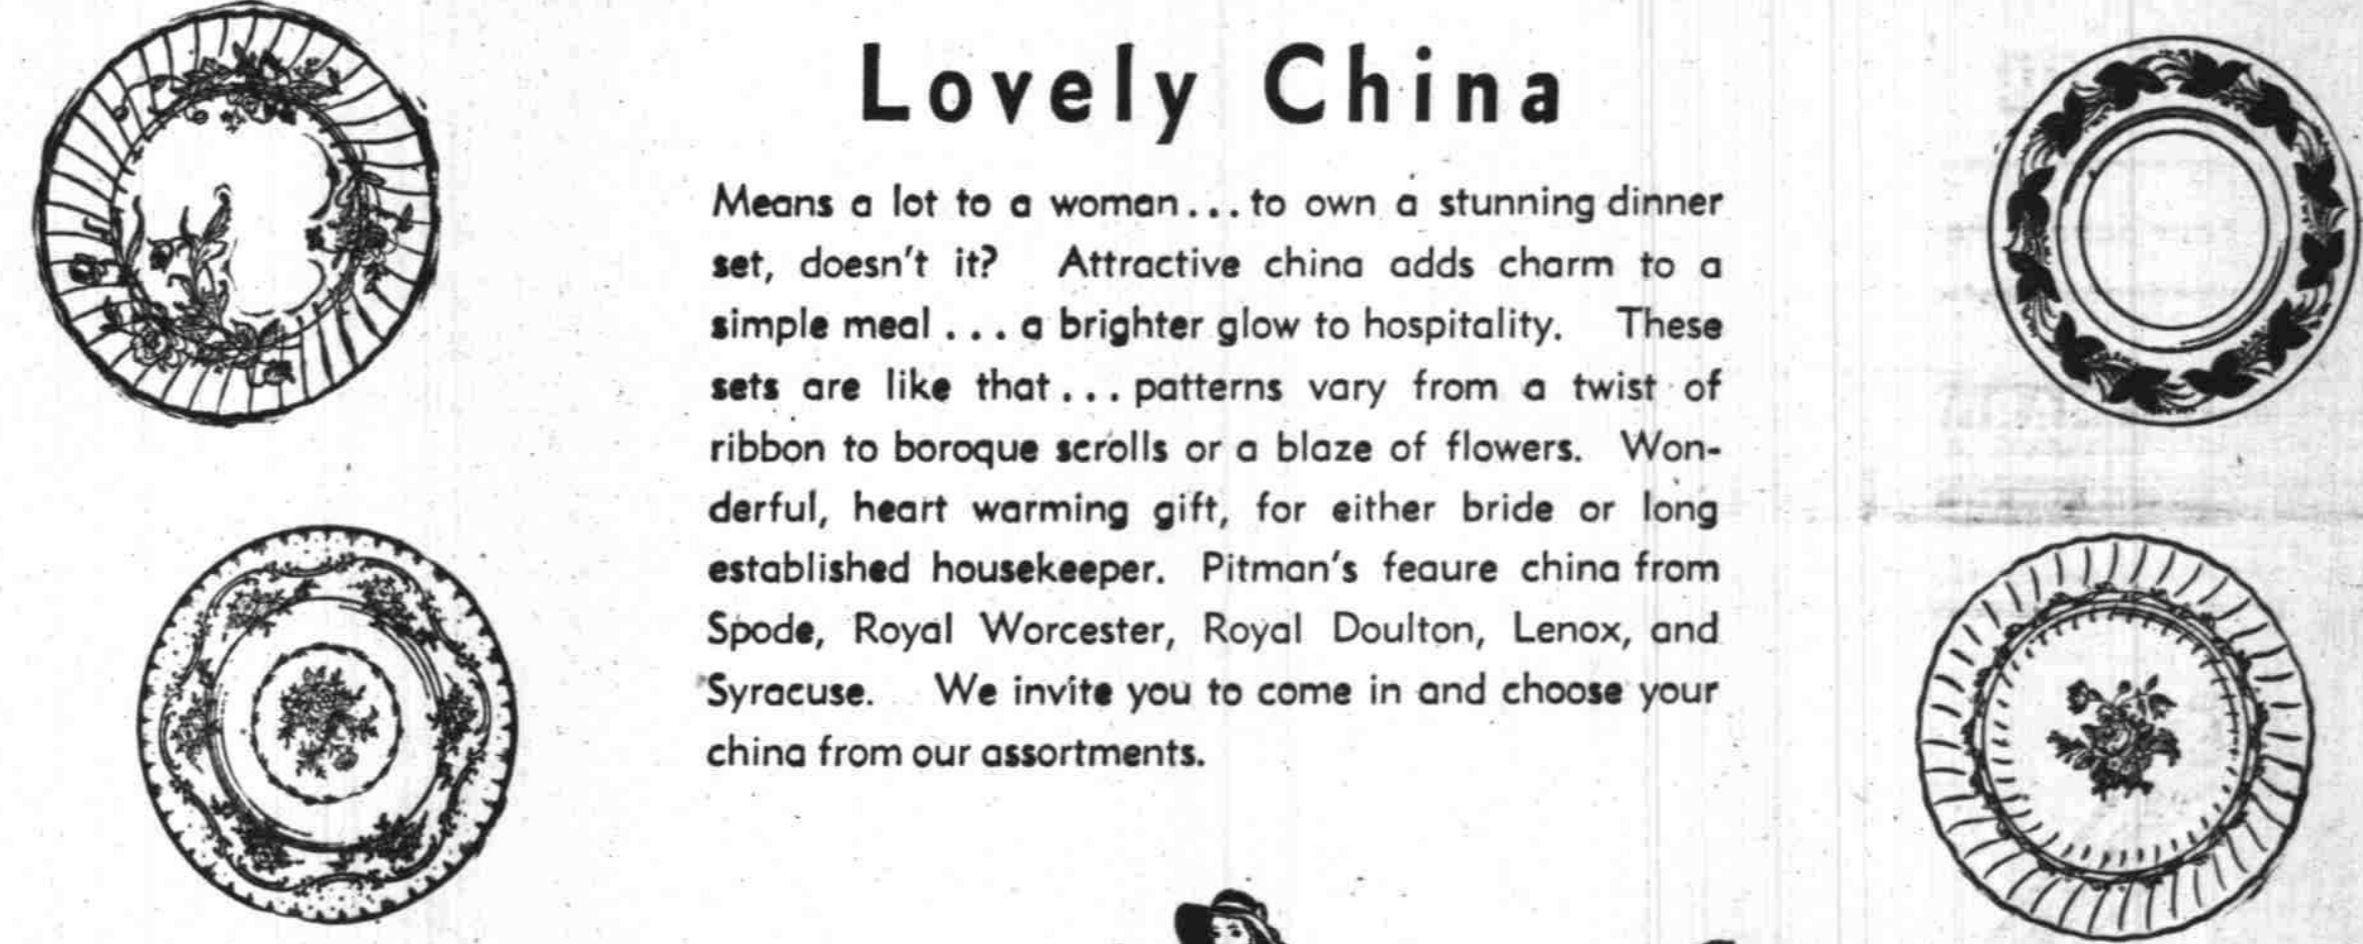 Lovely China
Means a lot to a woman... to own a stunning dinner
set, doesn't it? Attractive china adds charm to a
simple meal ... a brighter glow to hospitality. These
sets are like that ... patterns vary from a twist of
ribbon to boroque scrolls or a blaze of flowers. Won-
derful, heart warming gift, for either bride or long
established housekeeper. Pitman's feaure china from
Spode, Royal Worcester, Royal Doulton, Lenox, and
Syracuse. We invite you to come in and choose your
china from our assortments.